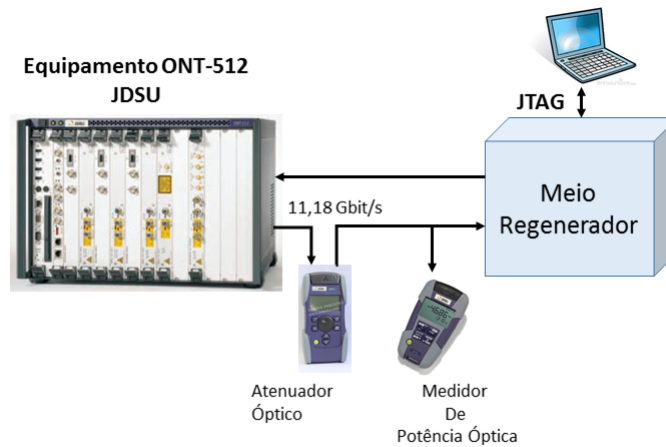 Equipamento ONT-512
JDSU
JTAG
Meio
Regenerador
11,18 Gbit/s
Atenuador
Óptico
Medidor
De
Potência Óptica